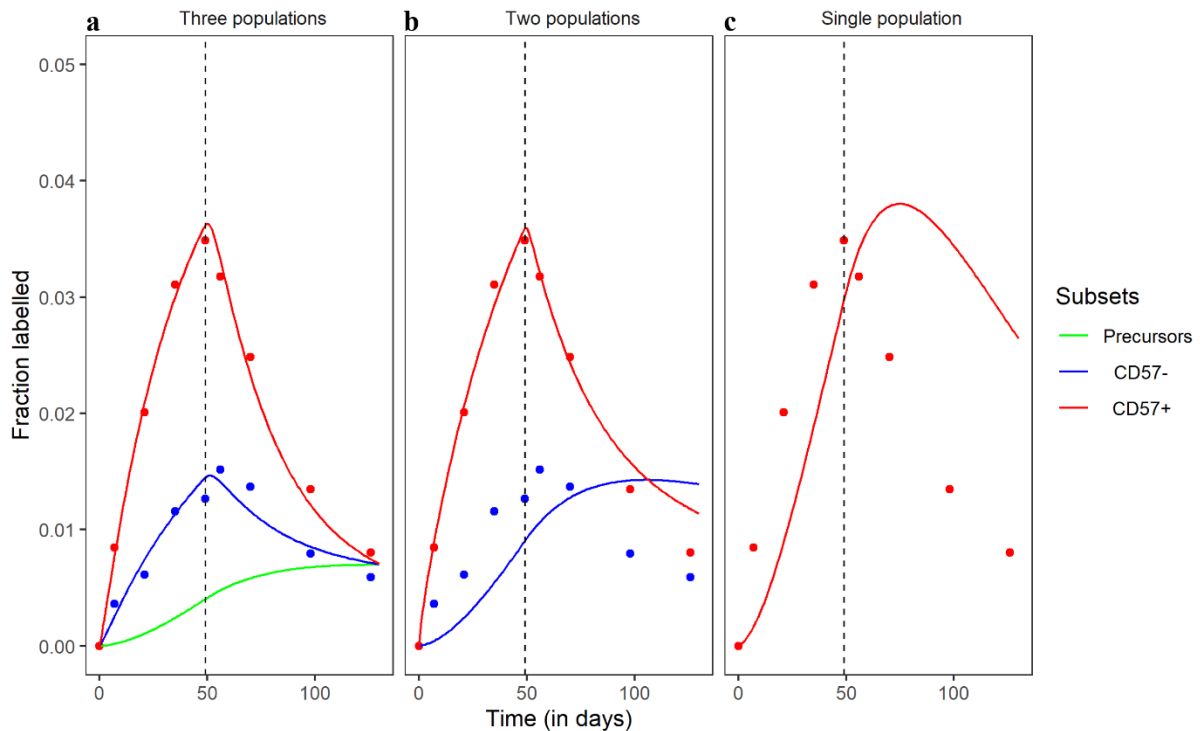 a Three populations b Two populations c Single population
0.05
0.04
0.03
0.02
0.01
0.00
Fraction labelled
0 50 100 0 50 100 0 50 100
Time (in days)
Subsets
Precursors
CD57-
CD57+